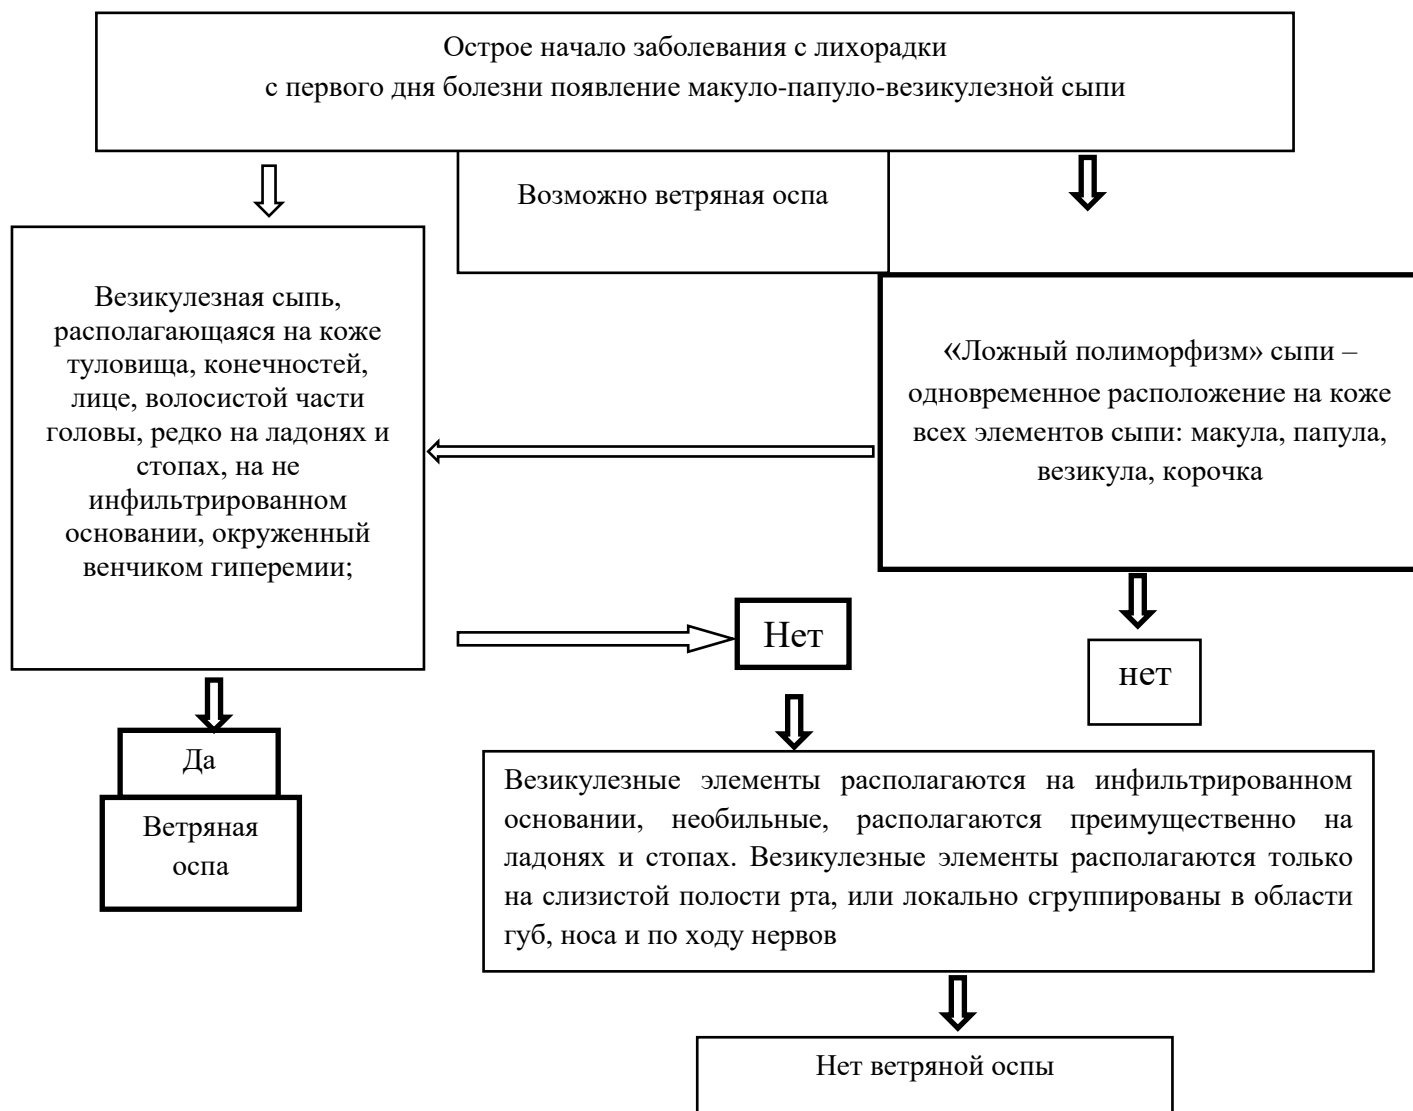 Острое начало заболевания с лихорадки
с первого дня болезни появление макуло-папуло-везикулезной сыпи
Возможно ветряная оспа
Везикулезная сыпь,
располагающаяся на коже
туловища, конечностей,
лице, волосистой части
головы, редко на ладонях и
стопах, на не
инфильтрированном
основании, окруженный
венчиком гиперемии;
«Ложный полиморфизм» сыпи –
одновременное расположение на коже
всех элементов сыпи: макула, папула,
везикула, корочка
Нет
нет
Да
Ветряная
оспа
Везикулезные элементы располагаются на инфильтрированном
основании, необильные, располагаются преимущественно на
ладонях и стопах. Везикулезные элементы располагаются только
на слизистой полости рта, или локально сгруппированы в области
губ, носа и по ходу нервов
Нет ветряной оспы